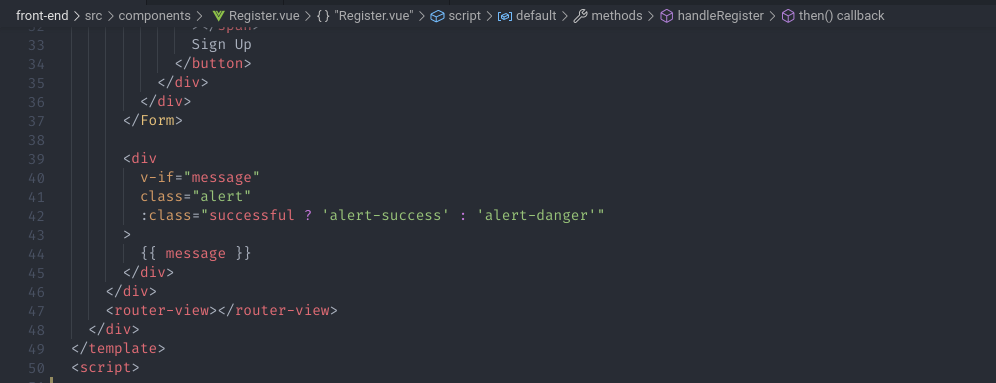 front-end > src > components > Register.vue > {} "Register.vue" > script > default > methods > handleRegister > then() callback
32 ></span>
33 Sign Up
34 </button>
35 </div>
36 </div>
37 </Form>
38
39 <div
40 v-if="message"
41 class="alert"
42 :class="successful ? 'alert-success' : 'alert-danger'"
43 >
44 {{ message }}
45 </div>
46 </div>
47 <router-view></router-view>
48 </div>
49 </template>
50 <script>